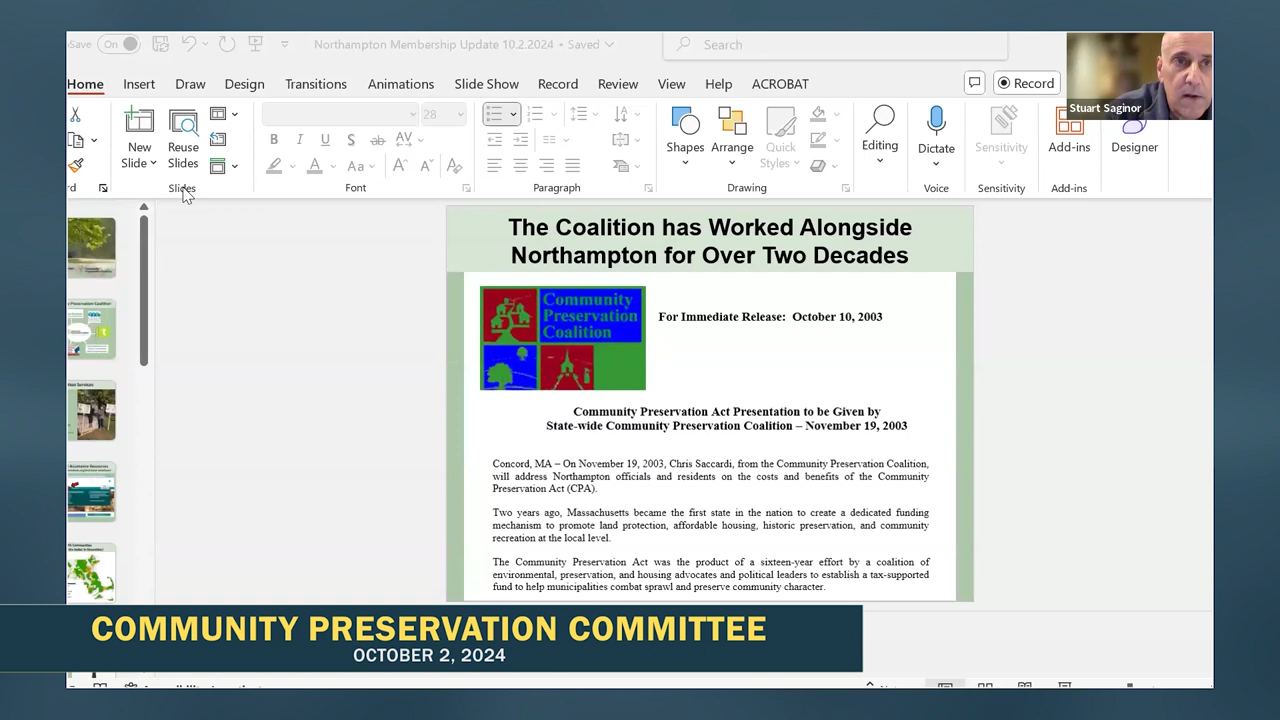 Save On Northampton Membership Update 10.2.2024 • Saved Search
Home Insert Draw Design Transitions Animations Slide Show Record Review View Help ACROBAT Record
Stuart Saginor
28
New Slide Reuse Slides
B I U S ab AV
A Aa A A
Shapes Arrange Quick Styles Editing Dictate Sensitivity Add-ins Designer
Slides Font Paragraph Drawing Voice Sensitivity Add-ins
The Coalition has Worked Alongside
Northampton for Over Two Decades
Community
Preservation
Coalition
For Immediate Release: October 10, 2003
Community Preservation Act Presentation to be Given by
State-wide Community Preservation Coalition – November 19, 2003
Concord, MA – On November 19, 2003, Chris Saccardi, from the Community Preservation Coalition,
will address Northampton officials and residents on the costs and benefits of the Community
Preservation Act (CPA).
Two years ago, Massachusetts became the first state in the nation to create a dedicated funding
mechanism to promote land protection, affordable housing, historic preservation, and community
recreation at the local level.
The Community Preservation Act was the product of a sixteen-year effort by a coalition of
environmental, preservation, and housing advocates and political leaders to establish a tax-supported
fund to help municipalities combat sprawl and preserve community character.
COMMUNITY PRESERVATION COMMITTEE
OCTOBER 2, 2024